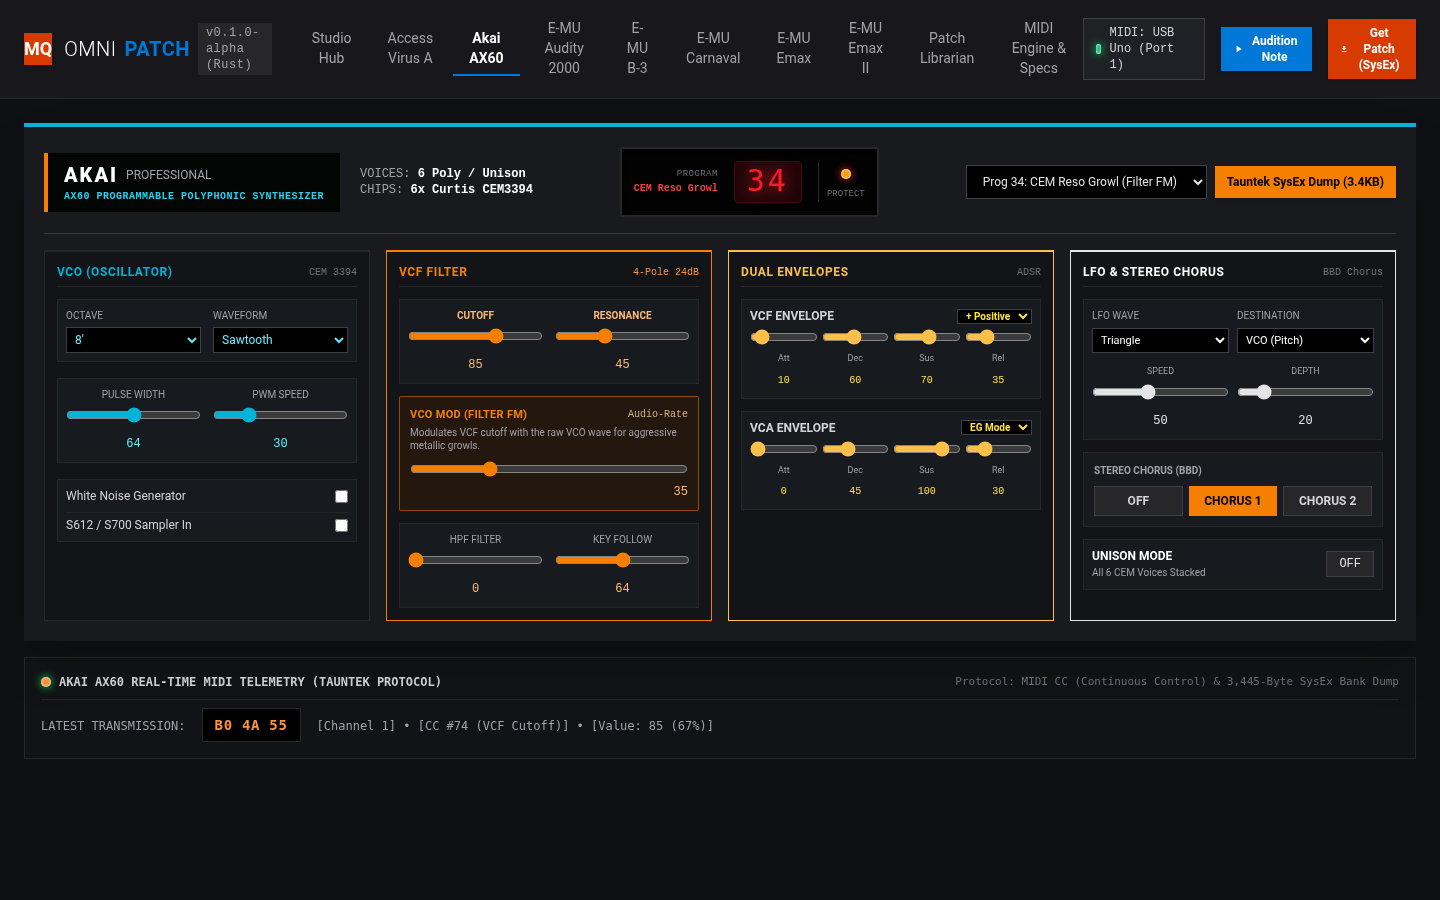 MQ OMNI PATCH
v0.1.0-
alpha
(Rust)
Studio
Hub
Access
Virus A
Akai
AX60
E-MU
Audity
2000
E-
MU
B-3
E-MU
Carnaval
E-MU
Emax
E-MU
Emax
II
Patch
Librarian
MIDI
Engine &
Specs
MIDI: USB
Uno (Port
1)
Audition
Note
Get
Patch
(SysEx)
AKAI PROFESSIONAL
AX60 PROGRAMMABLE POLYPHONIC SYNTHESIZER
VOICES: 6 Poly / Unison
CHIPS: 6x Curtis CEM3394
PROGRAM
CEM Reso Growl
34
PROTECT
Prog 34: CEM Reso Growl (Filter FM)
Tauntek SysEx Dump (3.4KB)
VCO (OSCILLATOR) CEM 3394
OCTAVE WAVEFORM
8' Sawtooth
PULSE WIDTH PWM SPEED
64 30
White Noise Generator
S612 / S700 Sampler In
VCF FILTER 4-Pole 24dB
CUTOFF RESONANCE
85 45
VCO MOD (FILTER FM) Audio-Rate
Modulates VCF cutoff with the raw VCO wave for aggressive
metallic growls.
35
HPF FILTER KEY FOLLOW
0 64
DUAL ENVELOPES ADSR
VCF ENVELOPE + Positive
Att Dec Sus Rel
10 60 70 35
VCA ENVELOPE EG Mode
Att Dec Sus Rel
0 45 100 30
LFO & STEREO CHORUS BBD Chorus
LFO WAVE DESTINATION
Triangle VCO (Pitch)
SPEED DEPTH
50 20
STEREO CHORUS (BBD)
OFF CHORUS 1 CHORUS 2
UNISON MODE
All 6 CEM Voices Stacked
OFF
AKAI AX60 REAL-TIME MIDI TELEMETRY (TAUNTEK PROTOCOL)
Protocol: MIDI CC (Continuous Control) & 3,445-Byte SysEx Bank Dump
LATEST TRANSMISSION: B0 4A 55 [Channel 1] • [CC #74 (VCF Cutoff)] • [Value: 85 (67%)]